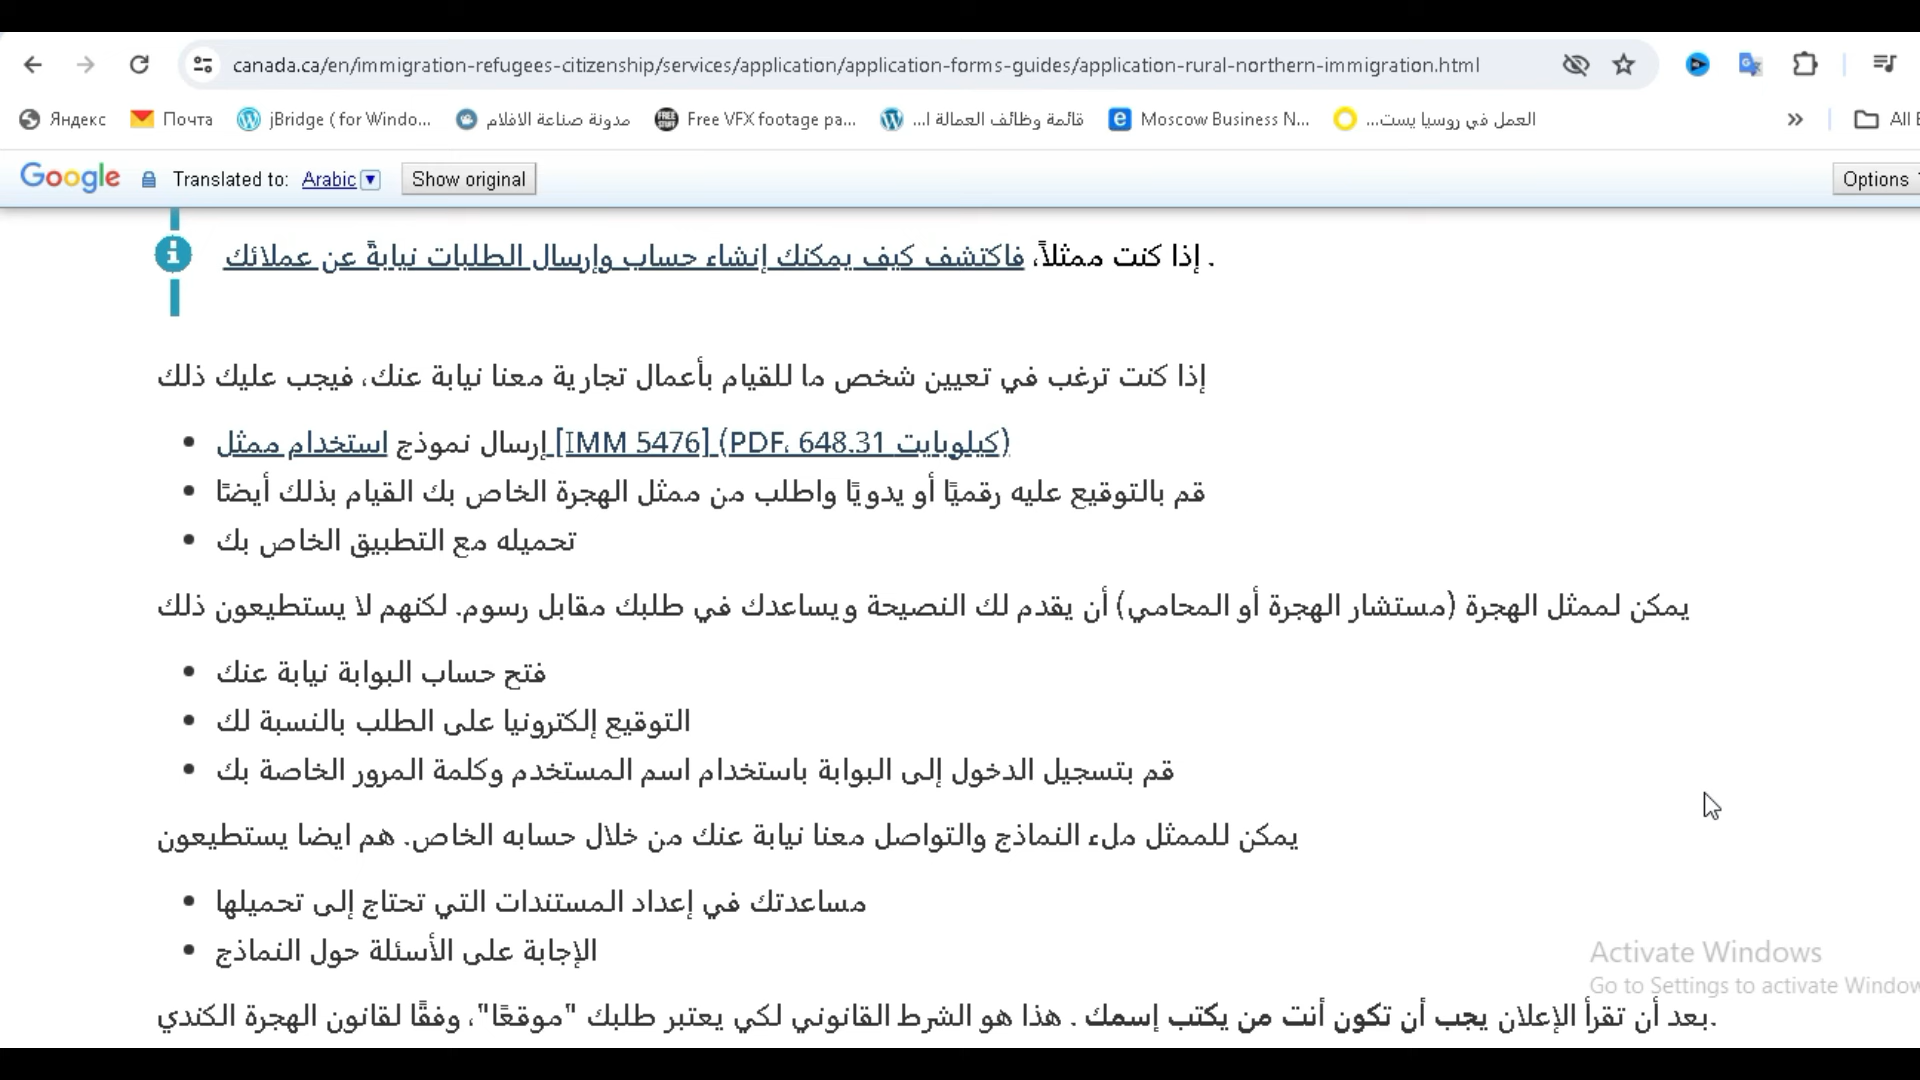 canada.ca/en/immigration-refugees-citizenship/services/application/application-forms-guides/application-rural-northern-immigration.html
Яндекс Почта jBridge ( for Windo... مدونة صناعة الافلام Free VFX footage pa... قائمة وظائف العمالة ا... Moscow Business N... العمل في روسيا يست... All
Google Translated to: Arabic Show original Options
إذا كنت ممثلاً، فاكتشف كيف يمكنك إنشاء حساب وإرسال الطلبات نيابةً عن عملائك .
إذا كنت ترغب في تعيين شخص ما للقيام بأعمال تجارية معنا نيابة عنك، فيجب عليك ذلك
إرسال نموذج استخدام ممثل [IMM 5476] (PDF، 648.31 كيلوبايت)
قم بالتوقيع عليه رقميًا أو يدويًا واطلب من ممثل الهجرة الخاص بك القيام بذلك أيضًا
تحميله مع التطبيق الخاص بك
يمكن لممثل الهجرة (مستشار الهجرة أو المحامي) أن يقدم لك النصيحة ويساعدك في طلبك مقابل رسوم. لكنهم لا يستطيعون ذلك
فتح حساب البوابة نيابة عنك
التوقيع إلكترونيا على الطلب بالنسبة لك
قم بتسجيل الدخول إلى البوابة باستخدام اسم المستخدم وكلمة المرور الخاصة بك
يمكن للممثل ملء النماذج والتواصل معنا نيابة عنك من خلال حسابه الخاص. هم ايضا يستطيعون
مساعدتك في إعداد المستندات التي تحتاج إلى تحميلها
الإجابة على الأسئلة حول النماذج
Activate Windows
Go to Settings to activate Window
بعد أن تقرأ الإعلان يجب أن تكون أنت من يكتب إسمك . هذا هو الشرط القانوني لكي يعتبر طلبك "موقعًا"، وفقًا لقانون الهجرة الكندي.